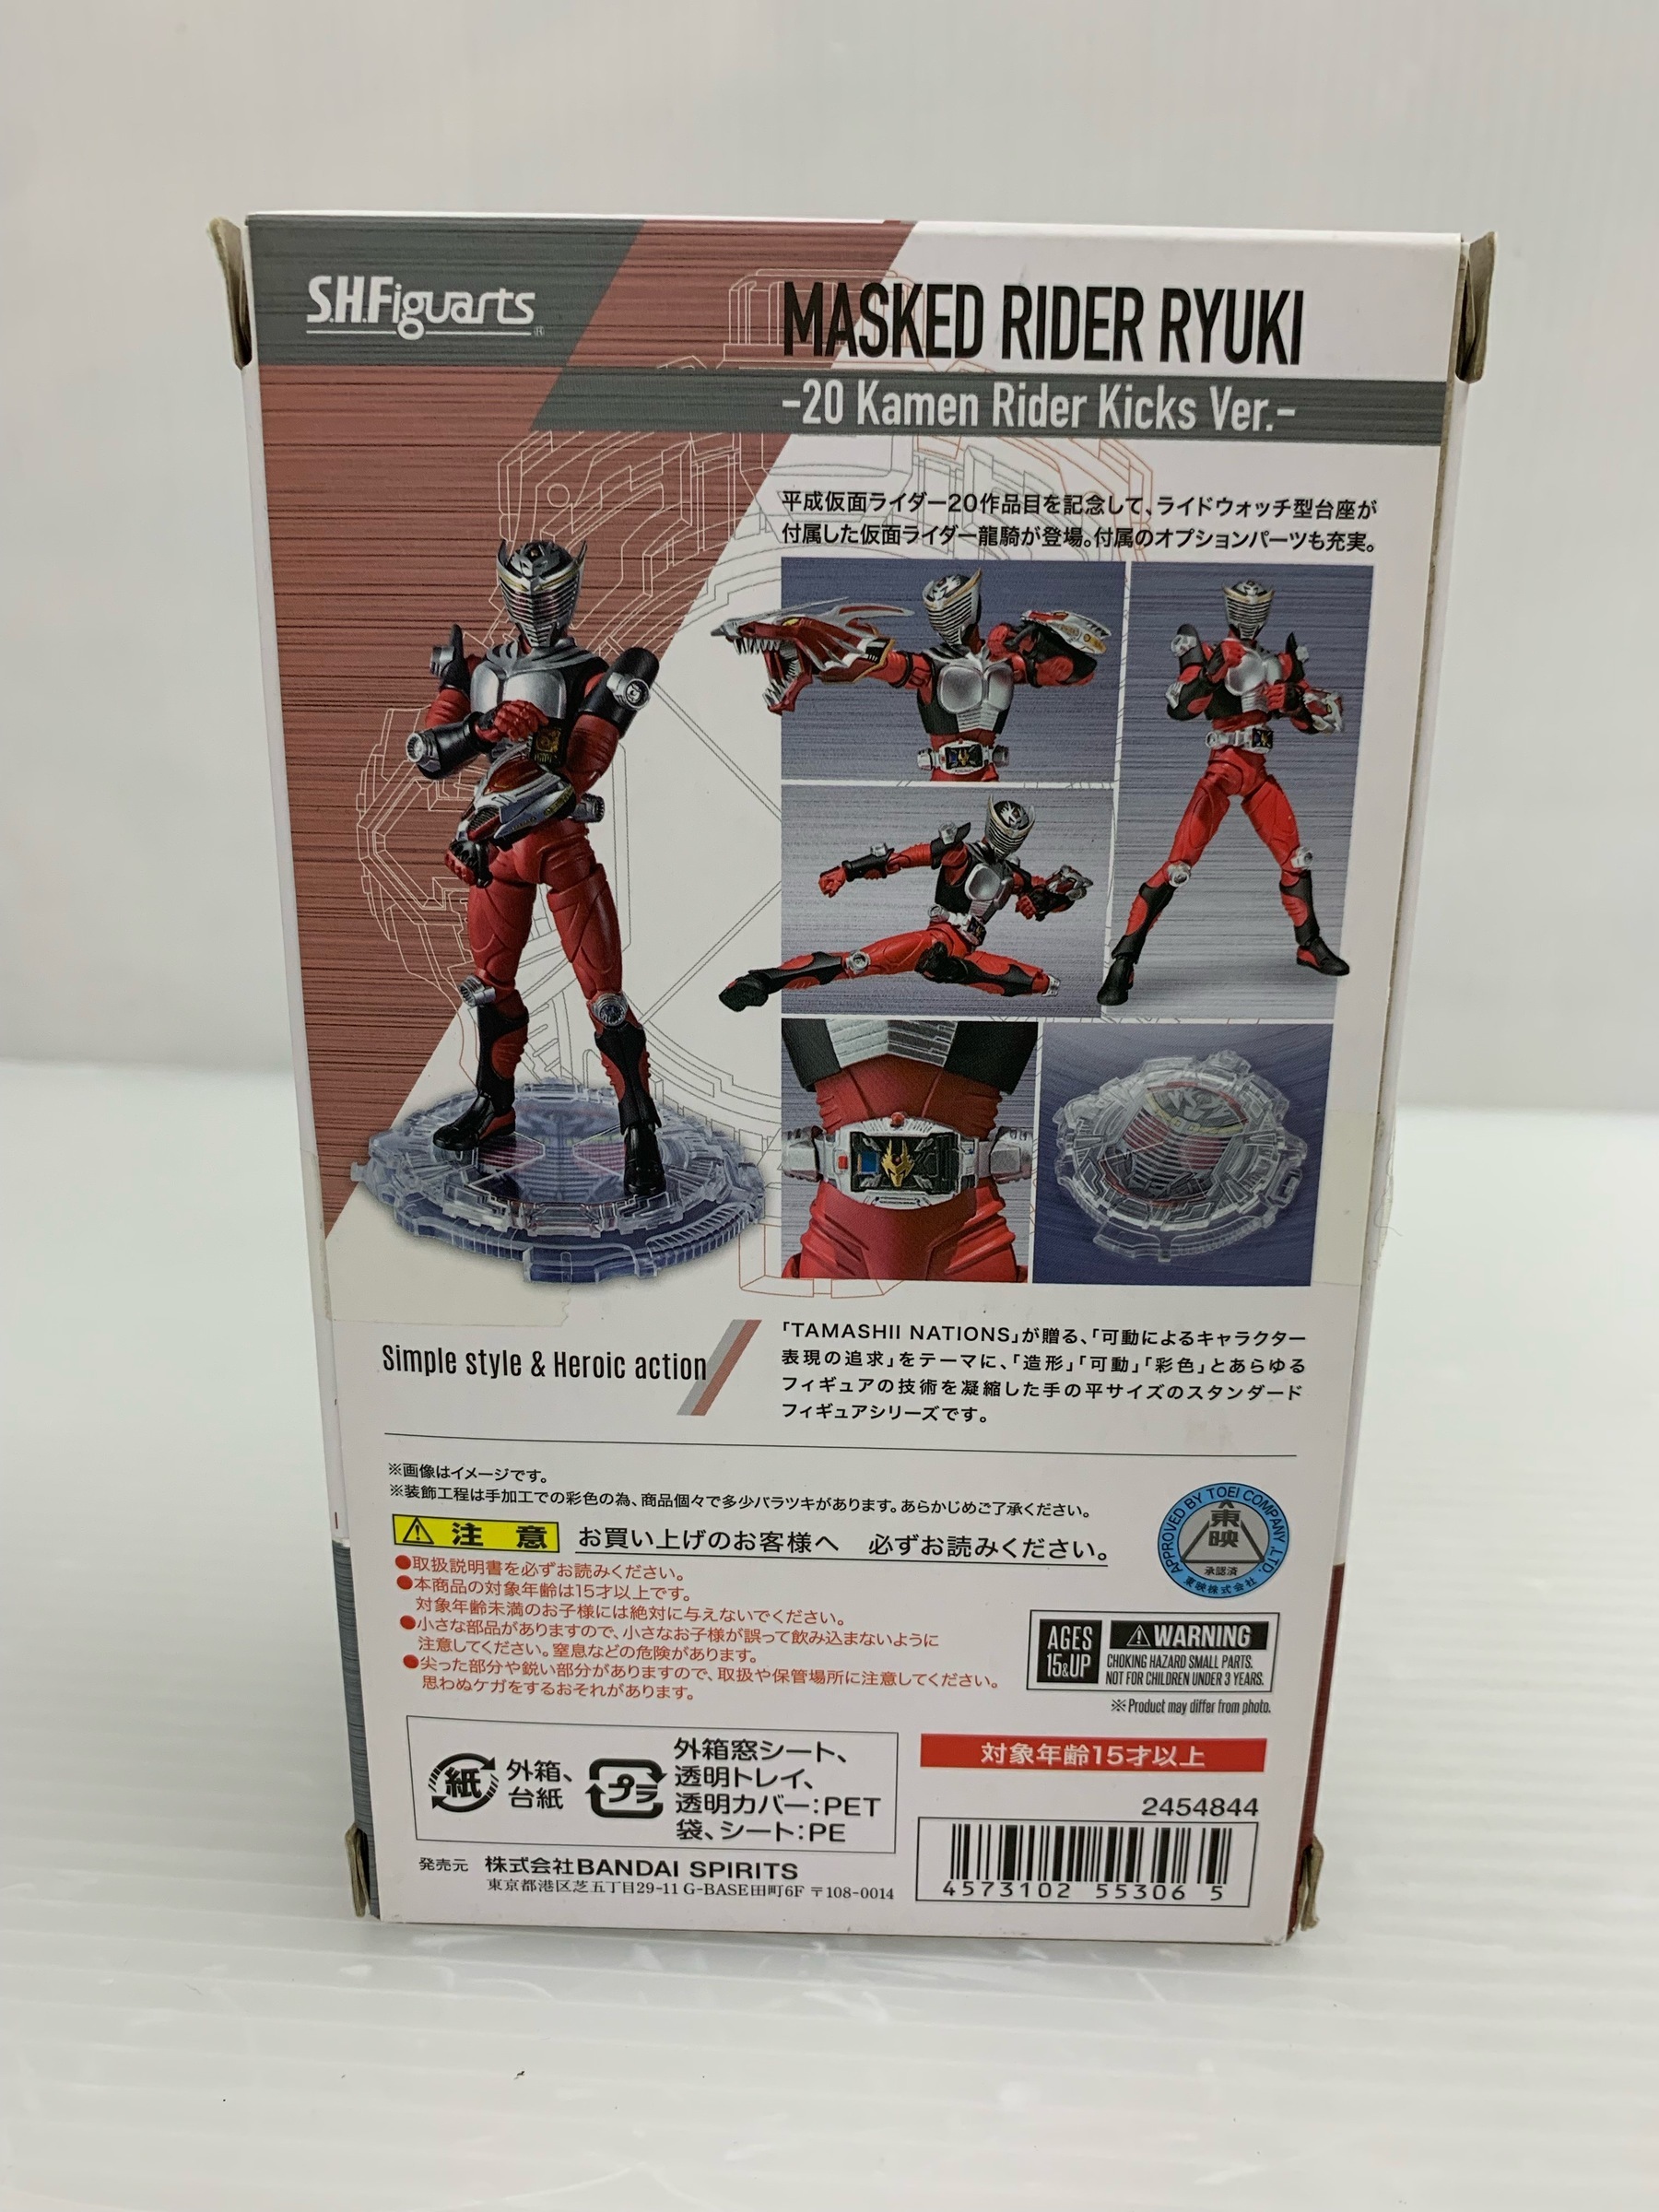 S.H.Figuarts
MASKED RIDER RYUKI
-20 Kamen Rider Kicks Ver.-
平成仮面ライダー20作品目を記念して、ライドウォッチ型台座が
付属した仮面ライダー龍騎が登場。付属のオプションパーツも充実。
Simple style & Heroic action
「TAMASHII NATIONS」が贈る、「可動によるキャラクター
表現の追求」をテーマに、「造形」「可動」「彩色」とあらゆる
フィギュアの技術を凝縮した手の平サイズのスタンダード
フィギュアシリーズです。
※画像はイメージです。
※装飾工程は手加工での彩色の為、商品個々で多少バラツキがあります。あらかじめご了承ください。
注 意 お買い上げのお客様へ 必ずお読みください。
●取扱説明書を必ずお読みください。
●本商品の対象年齢は15才以上です。
対象年齢未満のお子様には絶対に与えないでください。
●小さな部品がありますので、小さなお子様が誤って飲み込まないように
注意してください。窒息などの危険があります。
●尖った部分や鋭い部分がありますので、取扱や保管場所に注意してください。
思わぬケガをするおそれがあります。
APPROVED BY TOEI COMPANY ,LTD.
東映
承認済
東映株式会社
AGES
15&UP
WARNING
CHOKING HAZARD SMALL PARTS.
NOT FOR CHILDREN UNDER 3 YEARS.
※Product may differ from photo.
紙
外箱、
台紙
プラ
外箱窓シート、
透明トレイ、
透明カバー:PET
袋、シート:PE
対象年齢15才以上
2454844
4573102 55306 5
発売元 株式会社BANDAI SPIRITS
東京都港区芝五丁目29-11 G-BASE田町6F 〒108-0014